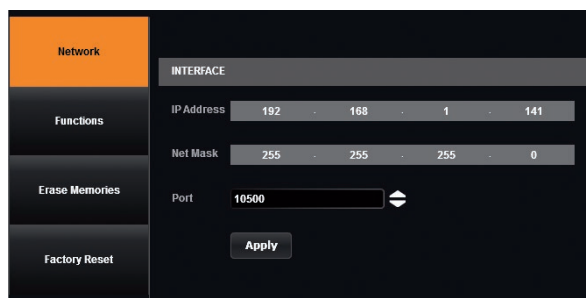 Network
Functions
Erase Memories
Factory Reset
INTERFACE
IP Address 192 . 168 . 1 . 141
Net Mask 255 . 255 . 255 . 0
Port 10500
Apply